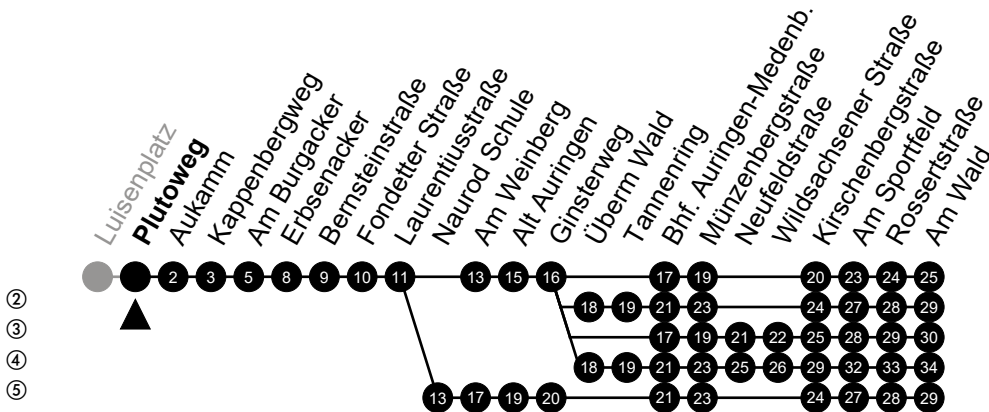 Luisenplatz
Plutoweg
Aukamm
Kappenbergweg
Am Burgacker
Erbsenacker
Bernsteinstraße
Fondetter Straße
Laurentiusstraße
Naurod Schule
Am Weinberg
Alt Auringen
Ginsterweg
Überm Wald
Tannenring
Bhf. Auringen-Medenb.
Münzenbergstraße
Neufeldstraße
Wildsachsener Straße
Kirschenbergstraße
Am Sportfeld
Rossertstraße
Am Wald
2 3 5 8 9 10 11 13 15 16 17 19 20 23 24 25
② 18 19 21 23 24 27 28 29
③ 17 19 21 22 25 28 29 30
④ 18 19 21 23 25 26 29 32 33 34
⑤ 13 17 19 20 21 23 24 27 28 29